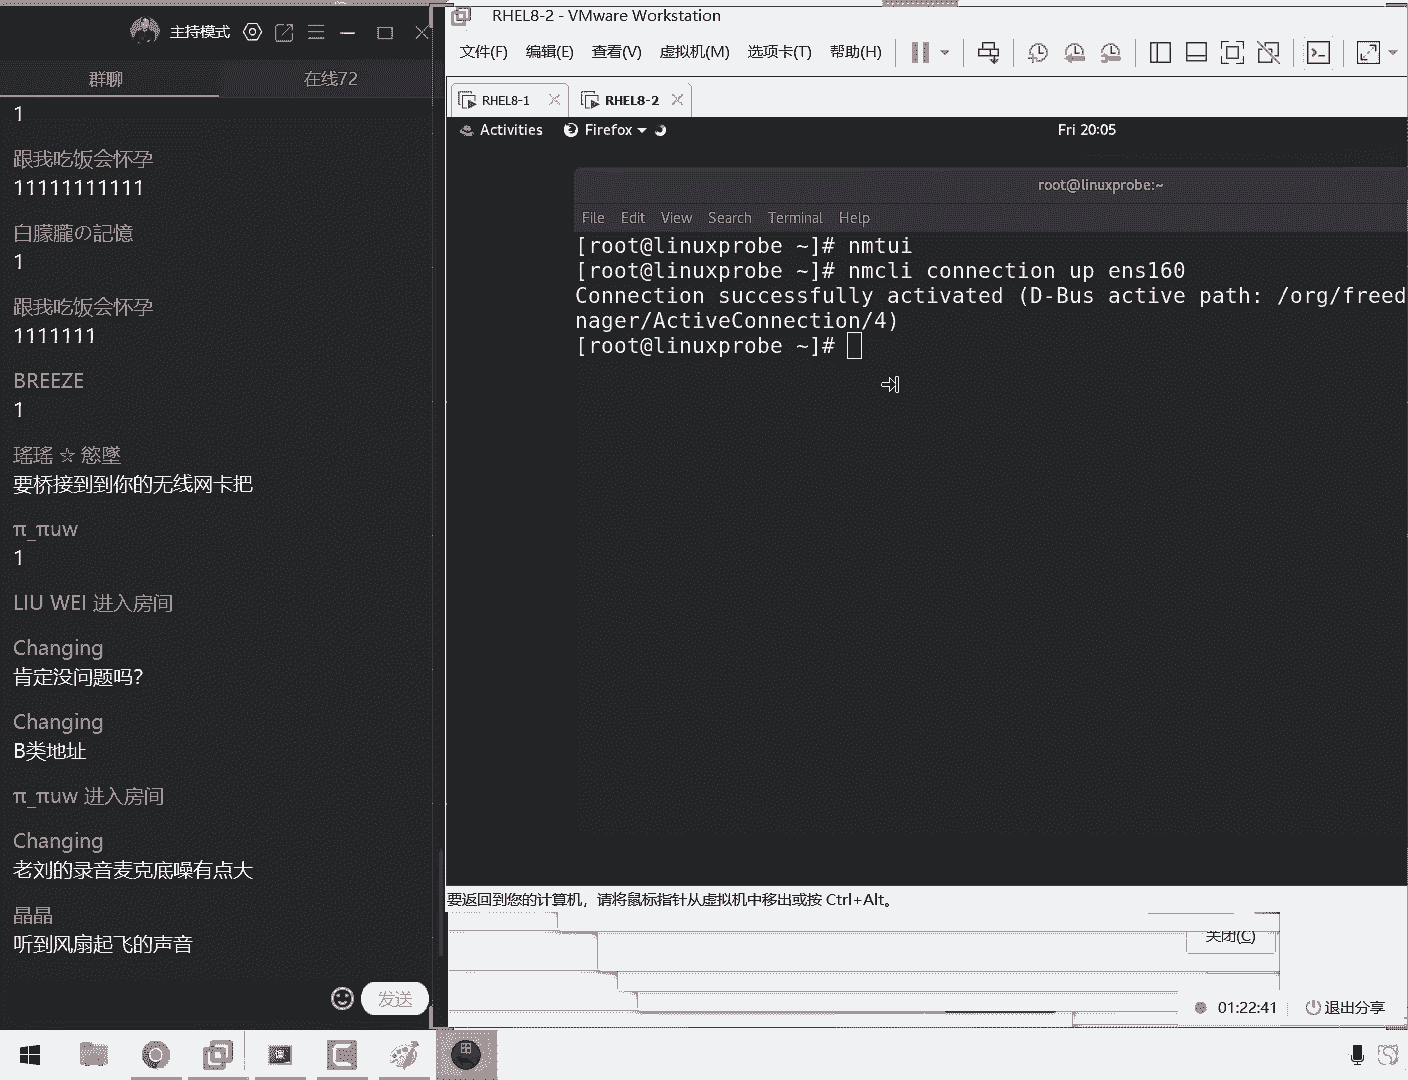 主持模式
群聊
在线72
1
跟我吃饭会怀孕
11111111111
白朦朧の記憶
1
跟我吃饭会怀孕
1111111
BREEZE
1
瑤瑤 ☆ 慾墜
要桥接到到你的无线网卡把
π_πuw
1
LIU WEI 进入房间
Changing
肯定没问题吗?
Changing
B类地址
π_πuw 进入房间
Changing
老刘的录音麦克底噪有点大
晶晶
听到风扇起飞的声音
发送
RHEL8-2 - VMware Workstation
文件(F) 编辑(E) 查看(V) 虚拟机(M) 选项卡(T) 帮助(H)
RHEL8-1
RHEL8-2
Activities Firefox
Fri 20:05
root@linuxprobe:~
File Edit View Search Terminal Help
[root@linuxprobe ~]# nmtui
[root@linuxprobe ~]# nmcli connection up ens160
Connection successfully activated (D-Bus active path: /org/freed
nager/ActiveConnection/4)
[root@linuxprobe ~]#
要返回到您的计算机，请将鼠标指针从虚拟机中移出或按 Ctrl+Alt。
关闭(C)
01:22:41
退出分享